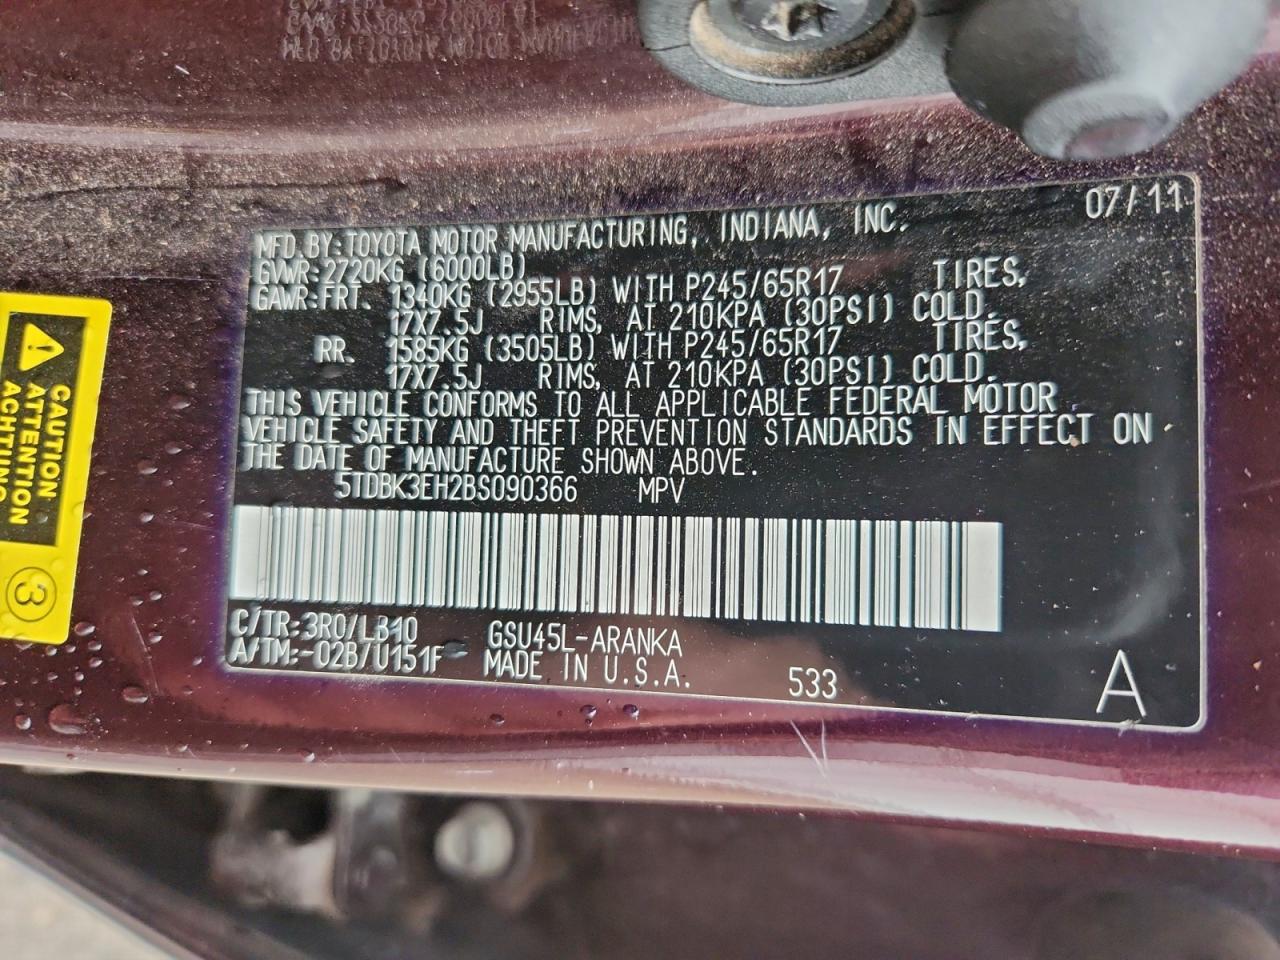 07/11
MFD.BY:TOYOTA MOTOR MANUFACTURING, INDIANA, INC.
GVWR:2720KG (6000LB)
GAWR:FRT. 1340KG (2955LB) WITH P245/65R17 TIRES,
17X7.5J RIMS, AT 210KPA (30PSI) COLD.
RR. 1585KG (3505LB) WITH P245/65R17 TIRES,
17X7.5J RIMS, AT 210KPA (30PSI) COLD.
THIS VEHICLE CONFORMS TO ALL APPLICABLE FEDERAL MOTOR
VEHICLE SAFETY AND THEFT PREVENTION STANDARDS IN EFFECT ON
THE DATE OF MANUFACTURE SHOWN ABOVE.
5TDBK3EH2BS090366 MPV
C/TR:3R0/LB40 GSU45L-ARANKA
A/TM:-02B/U151F MADE IN U.S.A. 533
A
CAUTION
ATTENTION
ACHTUNG
3